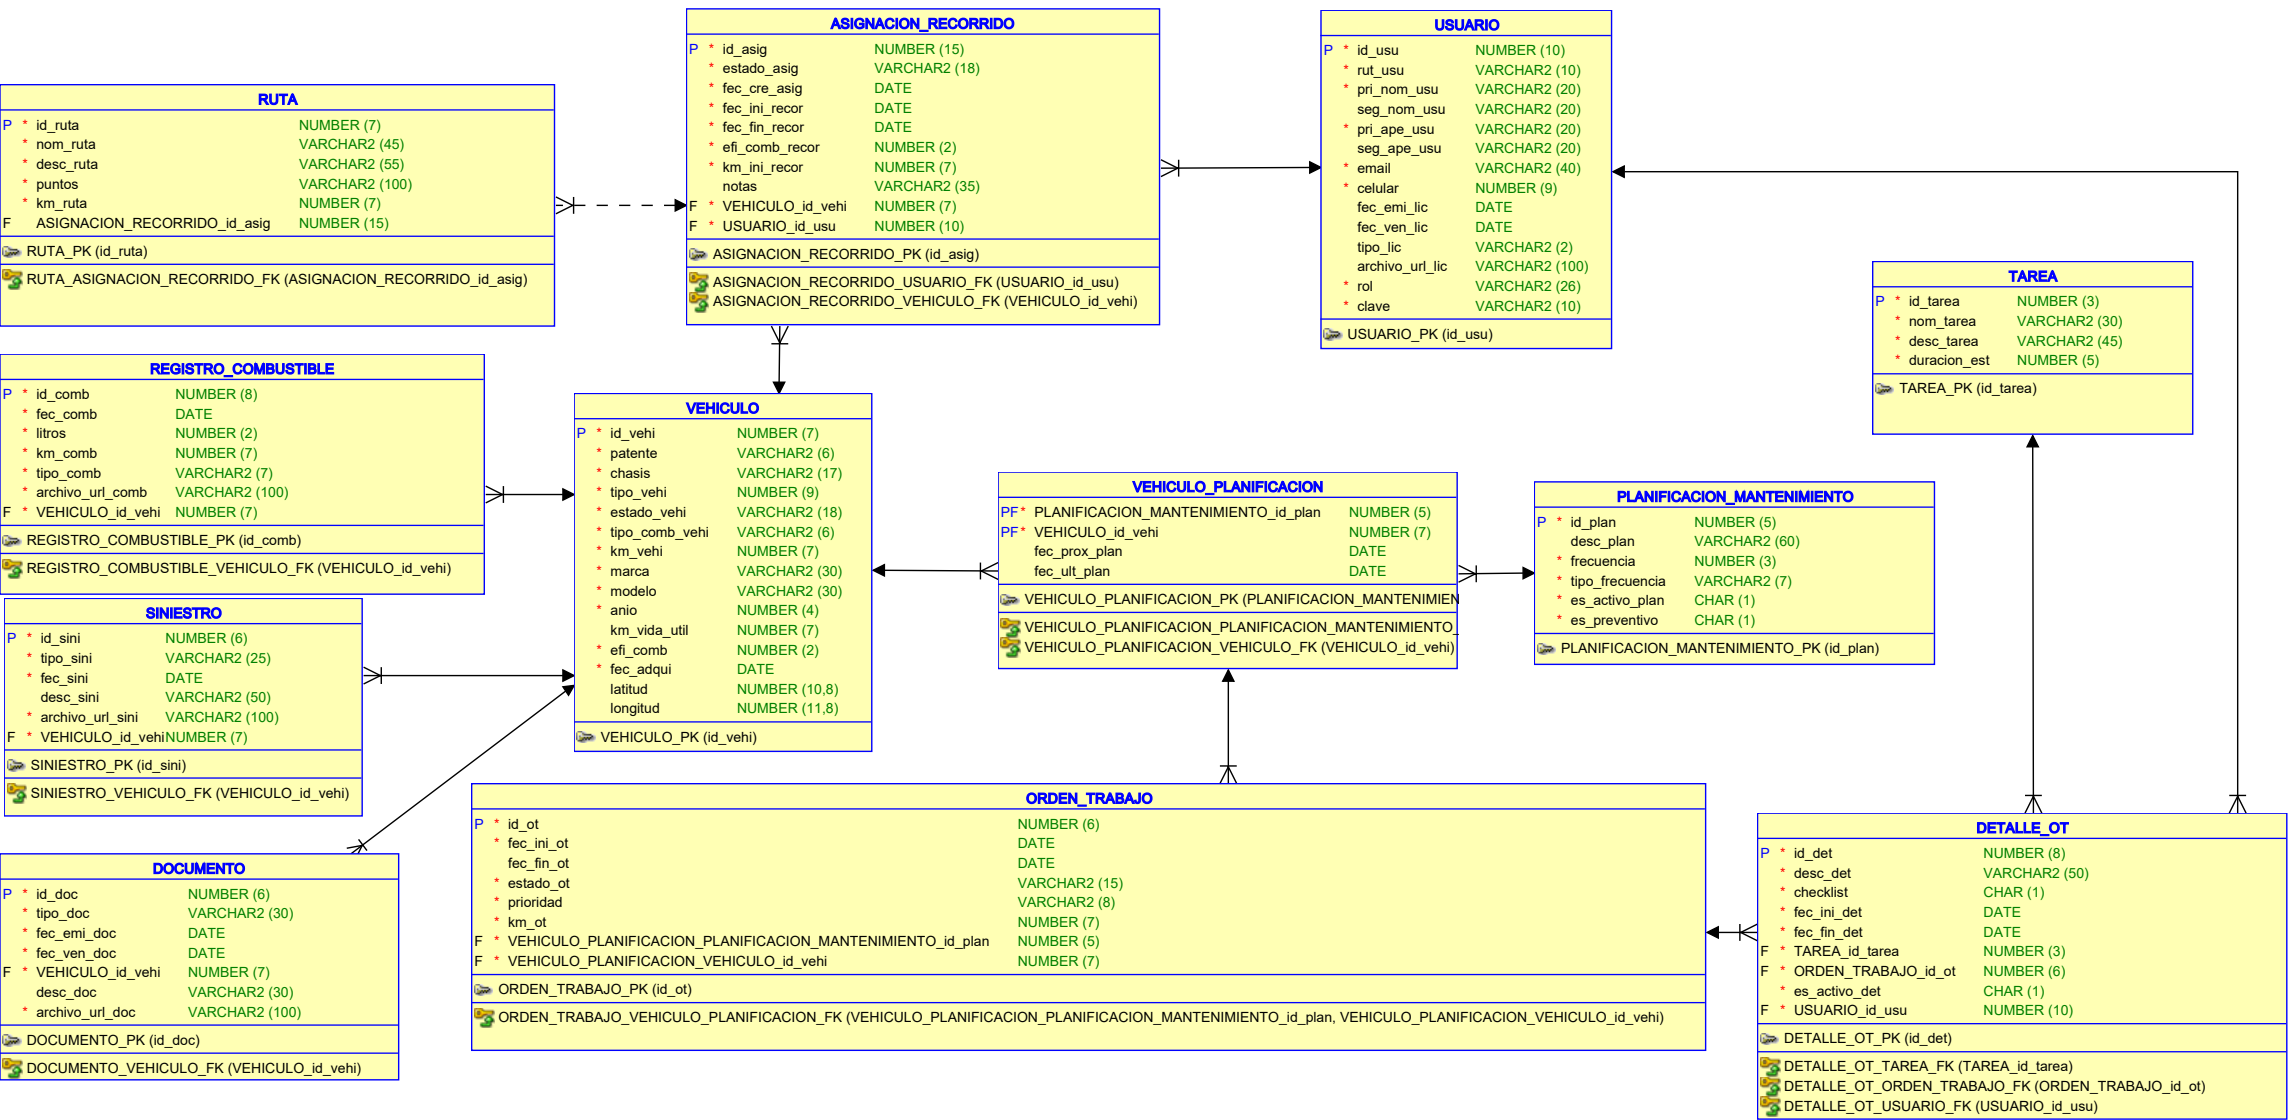 ASIGNACION_RECORRIDO
P * id_asig NUMBER (15)
* estado_asig VARCHAR2 (18)
* fec_cre_asig DATE
* fec_ini_recor DATE
* fec_fin_recor DATE
* efi_comb_recor NUMBER (2)
* km_ini_recor NUMBER (7)
notas VARCHAR2 (35)
F * VEHICULO_id_vehi NUMBER (7)
F * USUARIO_id_usu NUMBER (10)
ASIGNACION_RECORRIDO_PK (id_asig)
ASIGNACION_RECORRIDO_USUARIO_FK (USUARIO_id_usu)
ASIGNACION_RECORRIDO_VEHICULO_FK (VEHICULO_id_vehi)
USUARIO
P * id_usu NUMBER (10)
* rut_usu VARCHAR2 (10)
* pri_nom_usu VARCHAR2 (20)
seg_nom_usu VARCHAR2 (20)
* pri_ape_usu VARCHAR2 (20)
seg_ape_usu VARCHAR2 (20)
* email VARCHAR2 (40)
* celular NUMBER (9)
fec_emi_lic DATE
fec_ven_lic DATE
tipo_lic VARCHAR2 (2)
archivo_url_lic VARCHAR2 (100)
* rol VARCHAR2 (26)
* clave VARCHAR2 (10)
USUARIO_PK (id_usu)
RUTA
P * id_ruta NUMBER (7)
* nom_ruta VARCHAR2 (45)
* desc_ruta VARCHAR2 (55)
* puntos VARCHAR2 (100)
* km_ruta NUMBER (7)
F ASIGNACION_RECORRIDO_id_asig NUMBER (15)
RUTA_PK (id_ruta)
RUTA_ASIGNACION_RECORRIDO_FK (ASIGNACION_RECORRIDO_id_asig)
TAREA
P * id_tarea NUMBER (3)
* nom_tarea VARCHAR2 (30)
* desc_tarea VARCHAR2 (45)
* duracion_est NUMBER (5)
TAREA_PK (id_tarea)
REGISTRO_COMBUSTIBLE
P * id_comb NUMBER (8)
* fec_comb DATE
* litros NUMBER (2)
* km_comb NUMBER (7)
* tipo_comb VARCHAR2 (7)
* archivo_url_comb VARCHAR2 (100)
F * VEHICULO_id_vehi NUMBER (7)
REGISTRO_COMBUSTIBLE_PK (id_comb)
REGISTRO_COMBUSTIBLE_VEHICULO_FK (VEHICULO_id_vehi)
VEHICULO
P * id_vehi NUMBER (7)
* patente VARCHAR2 (6)
* chasis VARCHAR2 (17)
* tipo_vehi NUMBER (9)
* estado_vehi VARCHAR2 (18)
* tipo_comb_vehi VARCHAR2 (6)
* km_vehi NUMBER (7)
* marca VARCHAR2 (30)
* modelo VARCHAR2 (30)
* anio NUMBER (4)
km_vida_util NUMBER (7)
* efi_comb NUMBER (2)
* fec_adqui DATE
latitud NUMBER (10,8)
longitud NUMBER (11,8)
VEHICULO_PK (id_vehi)
VEHICULO_PLANIFICACION
PF * PLANIFICACION_MANTENIMIENTO_id_plan NUMBER (5)
PF * VEHICULO_id_vehi NUMBER (7)
fec_prox_plan DATE
fec_ult_plan DATE
VEHICULO_PLANIFICACION_PK (PLANIFICACION_MANTENIMIEN
VEHICULO_PLANIFICACION_PLANIFICACION_MANTENIMIENTO_
VEHICULO_PLANIFICACION_VEHICULO_FK (VEHICULO_id_vehi)
PLANIFICACION_MANTENIMIENTO
P * id_plan NUMBER (5)
desc_plan VARCHAR2 (60)
* frecuencia NUMBER (3)
* tipo_frecuencia VARCHAR2 (7)
* es_activo_plan CHAR (1)
* es_preventivo CHAR (1)
PLANIFICACION_MANTENIMIENTO_PK (id_plan)
SINIESTRO
P * id_sini NUMBER (6)
* tipo_sini VARCHAR2 (25)
* fec_sini DATE
desc_sini VARCHAR2 (50)
* archivo_url_sini VARCHAR2 (100)
F * VEHICULO_id_vehi NUMBER (7)
SINIESTRO_PK (id_sini)
SINIESTRO_VEHICULO_FK (VEHICULO_id_vehi)
DOCUMENTO
P * id_doc NUMBER (6)
* tipo_doc VARCHAR2 (30)
* fec_emi_doc DATE
* fec_ven_doc DATE
F * VEHICULO_id_vehi NUMBER (7)
desc_doc VARCHAR2 (30)
* archivo_url_doc VARCHAR2 (100)
DOCUMENTO_PK (id_doc)
DOCUMENTO_VEHICULO_FK (VEHICULO_id_vehi)
ORDEN_TRABAJO
P * id_ot NUMBER (6)
* fec_ini_ot DATE
fec_fin_ot DATE
* estado_ot VARCHAR2 (15)
* prioridad VARCHAR2 (8)
* km_ot NUMBER (7)
F * VEHICULO_PLANIFICACION_PLANIFICACION_MANTENIMIENTO_id_plan NUMBER (5)
F * VEHICULO_PLANIFICACION_VEHICULO_id_vehi NUMBER (7)
ORDEN_TRABAJO_PK (id_ot)
ORDEN_TRABAJO_VEHICULO_PLANIFICACION_FK (VEHICULO_PLANIFICACION_PLANIFICACION_MANTENIMIENTO_id_plan, VEHICULO_PLANIFICACION_VEHICULO_id_vehi)
DETALLE_OT
P * id_det NUMBER (8)
* desc_det VARCHAR2 (50)
* checklist CHAR (1)
* fec_ini_det DATE
* fec_fin_det DATE
F * TAREA_id_tarea NUMBER (3)
F * ORDEN_TRABAJO_id_ot NUMBER (6)
* es_activo_det CHAR (1)
F * USUARIO_id_usu NUMBER (10)
DETALLE_OT_PK (id_det)
DETALLE_OT_TAREA_FK (TAREA_id_tarea)
DETALLE_OT_ORDEN_TRABAJO_FK (ORDEN_TRABAJO_id_ot)
DETALLE_OT_USUARIO_FK (USUARIO_id_usu)